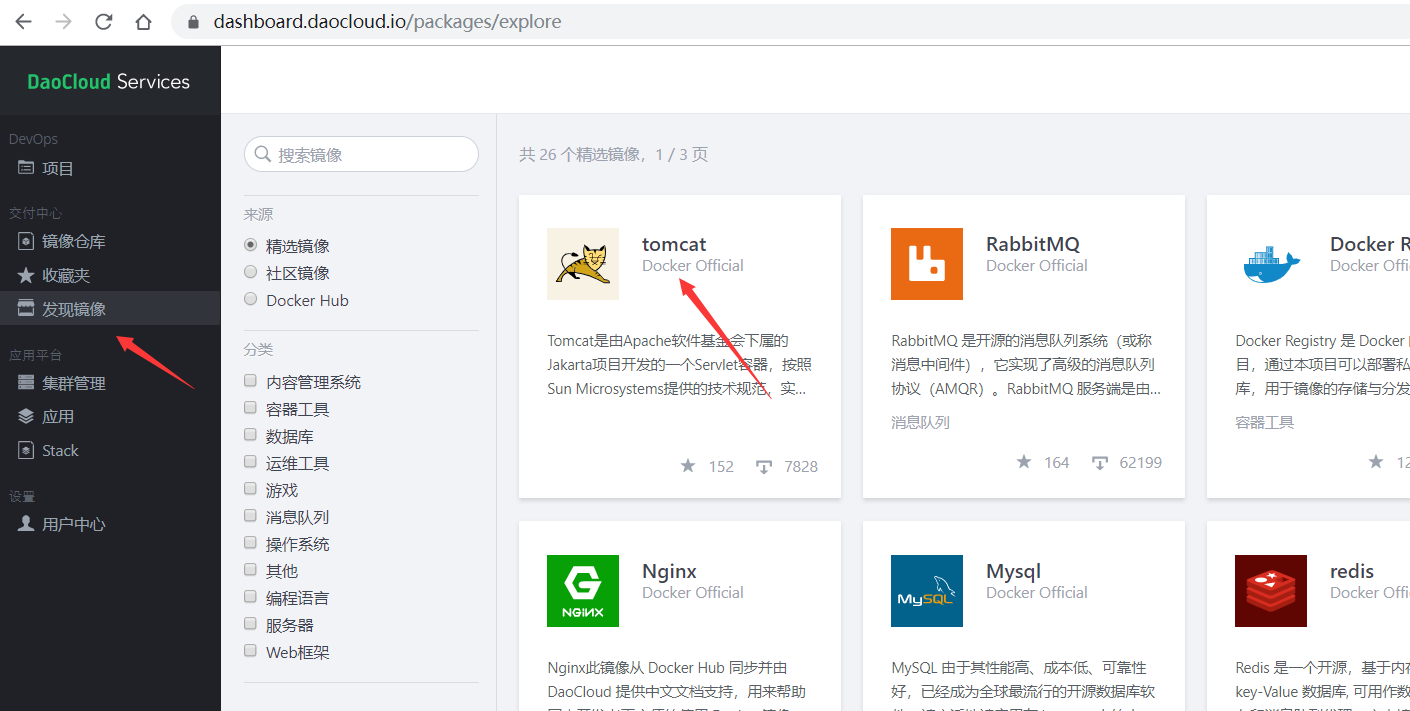 dashboard.daocloud.io/packages/explore
DaoCloud Services
DevOps
项目
交付中心
镜像仓库
收藏夹
发现镜像
应用平台
集群管理
应用
Stack
设置
用户中心
搜索镜像
来源
精选镜像
社区镜像
Docker Hub
分类
内容管理系统
容器工具
数据库
运维工具
游戏
消息队列
操作系统
其他
编程语言
服务器
Web框架
共 26 个精选镜像，1 / 3 页
tomcat
Docker Official
Tomcat是由Apache软件基金会下属的
Jakarta项目开发的一个Servlet容器，按照
Sun Microsystems提供的技术规范，实...
152 7828
RabbitMQ
Docker Official
RabbitMQ 是开源的消息队列系统（或称
消息中间件），它实现了高级的消息队列
协议（AMQR）。RabbitMQ 服务端是由...
消息队列
164 62199
Docker R
Docker Offi
Docker Registry 是 Docker
目，通过本项目可以部署私
库，用于镜像的存储与分发
容器工具
12
NGINX
Nginx
Docker Official
Nginx此镜像从 Docker Hub 同步并由
DaoCloud 提供中文文档支持，用来帮助
MySQL
Mysql
Docker Official
MySQL 由于其性能高、成本低、可靠性
好，已经成为全球最流行的开源数据库软
redis
Docker Offi
Redis 是一个开源，基于内存
key-Value 数据库, 可用作数